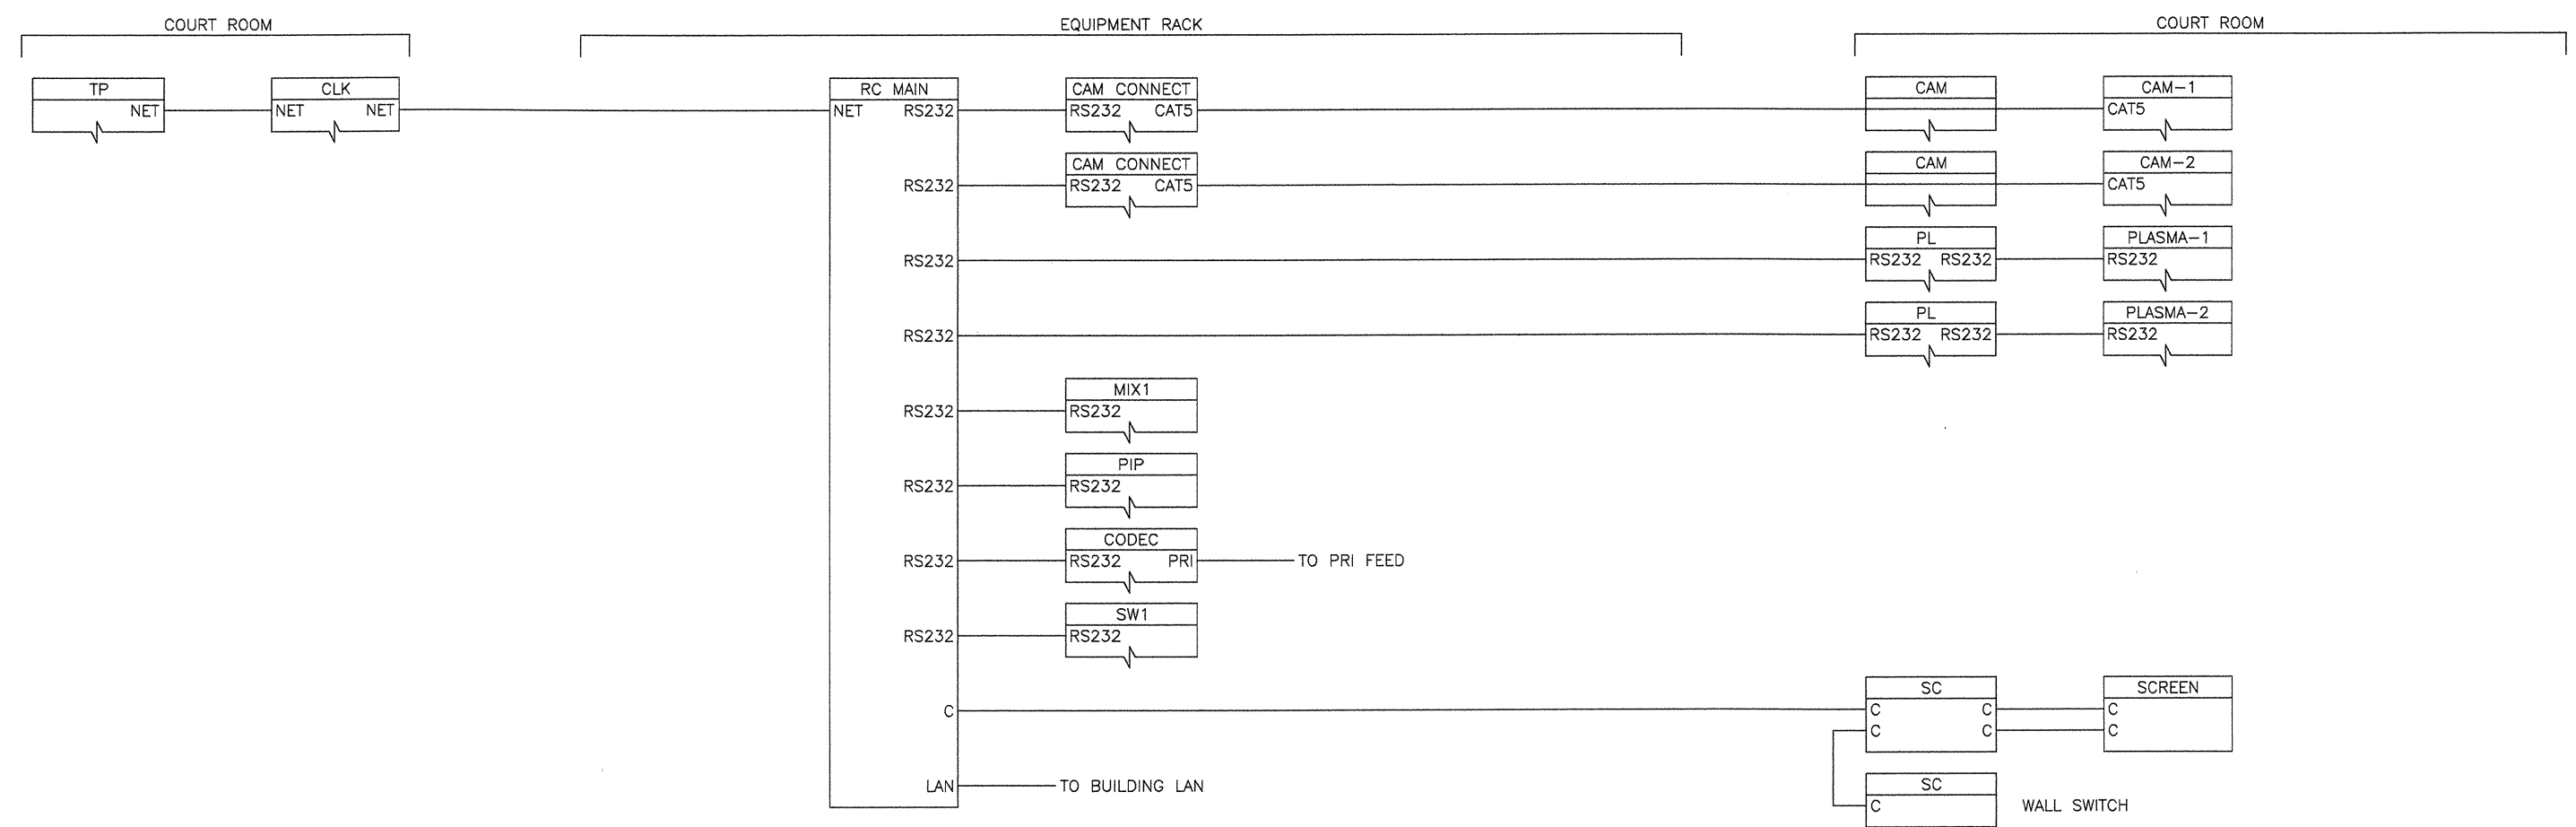 COURT ROOM
EQUIPMENT RACK
COURT ROOM
TP
CLK
RC MAIN
CAM CONNECT
CAM
CAM-1
NET
NET NET
NET RS232
RS232 CAT5
CAT5
CAM CONNECT
CAM
CAM-2
RS232
RS232 CAT5
CAT5
PL
PLASMA-1
RS232
RS232 RS232
RS232
PL
PLASMA-2
RS232
RS232 RS232
RS232
MIX1
RS232
RS232
PIP
RS232
RS232
CODEC
RS232
RS232 PRI
TO PRI FEED
SW1
RS232
RS232
SC
SCREEN
C
C C
C
C C
C
SC
LAN
TO BUILDING LAN
C
WALL SWITCH